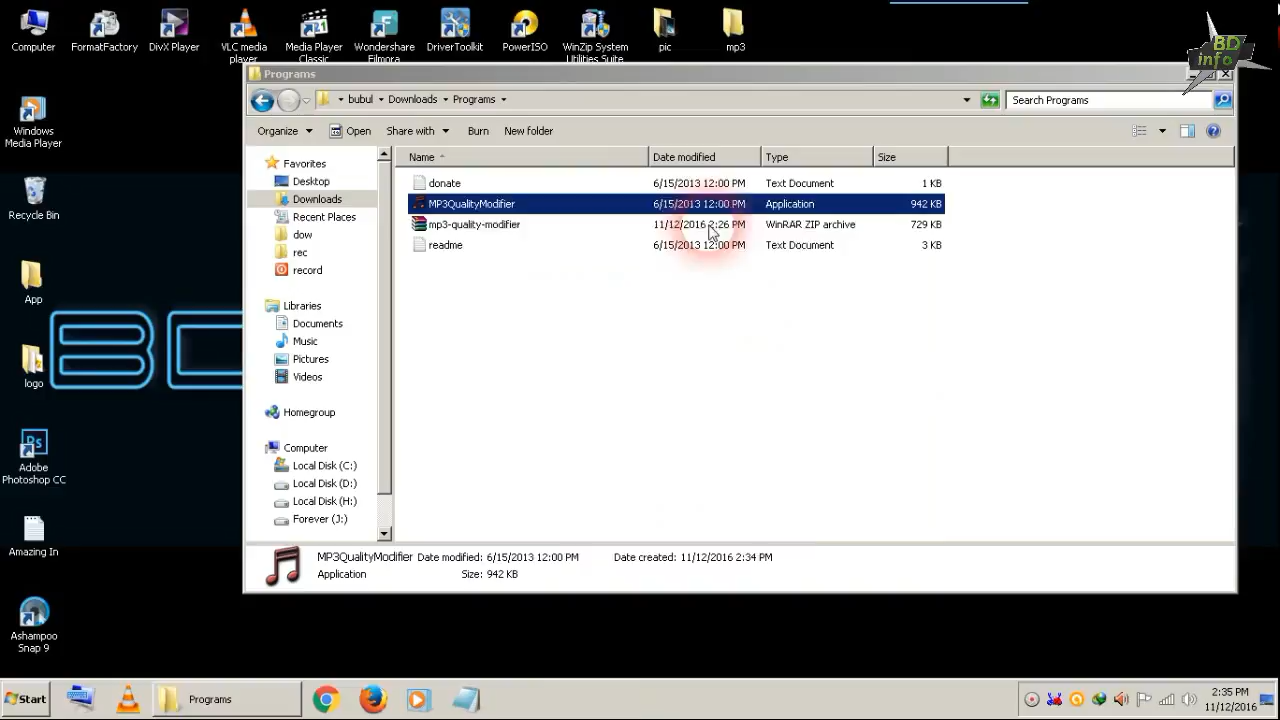 Computer
FormatFactory
DivX Player
VLC media player
Media Player Classic
Wondershare Filmora
DriverToolkit
PowerISO
WinZip System Utilities Suite
pic
mp3
BD
info
Windows Media Player
Recycle Bin
App
logo
Adobe Photoshop CC
Amazing In
Ashampoo Snap 9
Programs
bubul Downloads Programs
Search Programs
Organize Open Share with Burn New folder
Name Date modified Type Size
Favorites
Desktop
Downloads
Recent Places
dow
rec
record
Libraries
Documents
Music
Pictures
Videos
Homegroup
Computer
Local Disk (C:)
Local Disk (D:)
Local Disk (H:)
Forever (J:)
donate 6/15/2013 12:00 PM Text Document 1 KB
MP3QualityModifier 6/15/2013 12:00 PM Application 942 KB
mp3-quality-modifier 11/12/2016 2:26 PM WinRAR ZIP archive 729 KB
readme 6/15/2013 12:00 PM Text Document 3 KB
MP3QualityModifier Date modified: 6/15/2013 12:00 PM Date created: 11/12/2016 2:34 PM
Application Size: 942 KB
Start
Programs
2:35 PM
11/12/2016